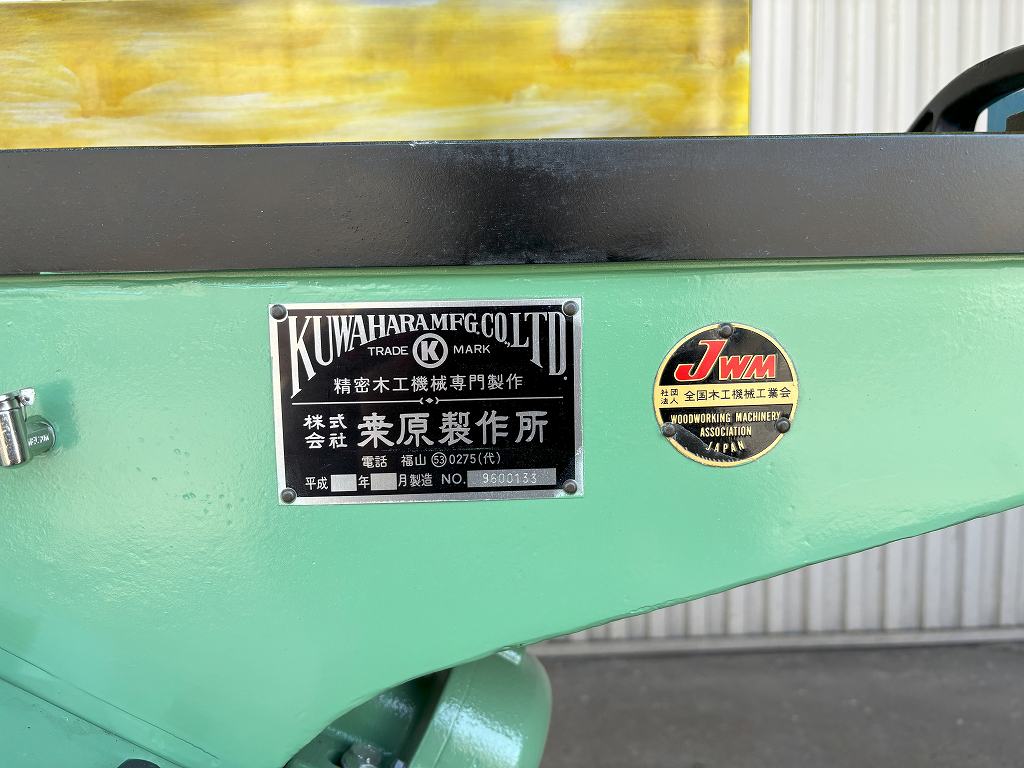 KUWAHARA MFG. CO., LTD.
TRADE K MARK
精密木工機械専門製作
株式会社 桒原製作所
電話 福山 53 0275(代)
平成 年 月製造 NO. 9600133
JWM
社団法人 全国木工機械工業会
WOODWORKING MACHINERY
ASSOCIATION
JAPAN